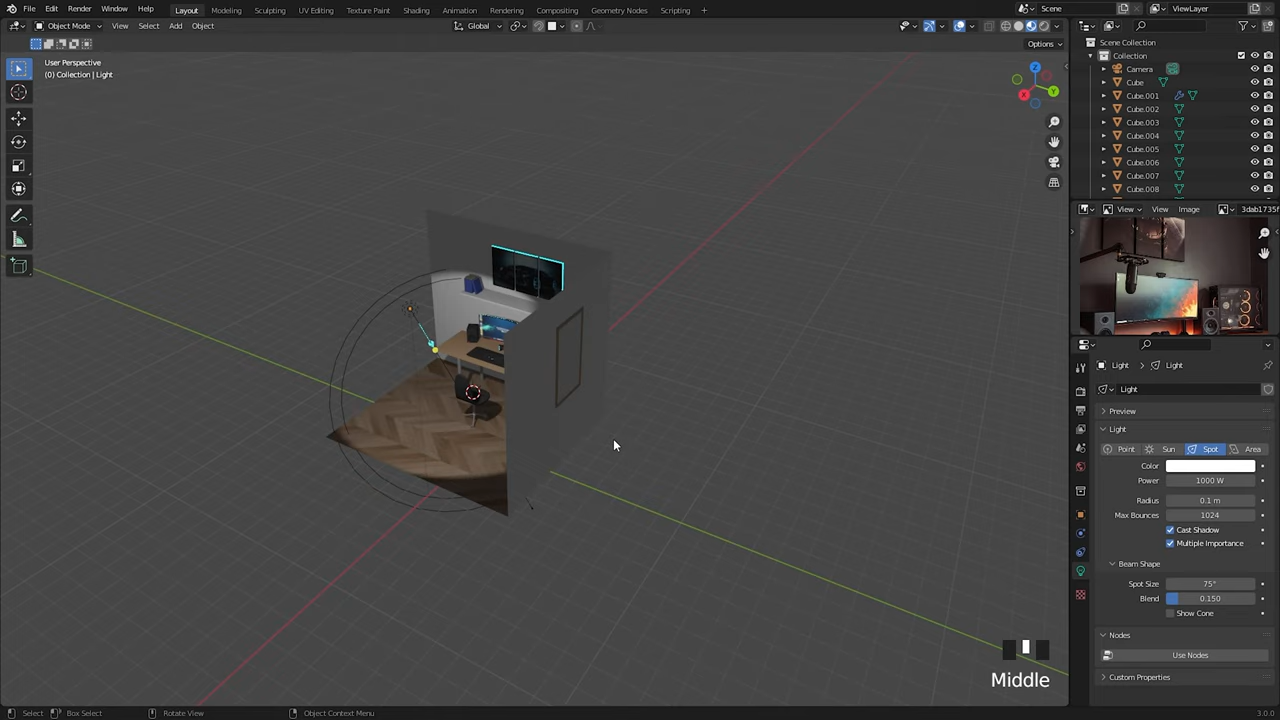 File Edit Render Window Help Layout Modeling Sculpting UV Editing Texture Paint Shading Animation Rendering Compositing Geometry Nodes Scripting + Scene ViewLayer
Object Mode View Select Add Object Global
Options
User Perspective
(0) Collection | Light
Z
Y
X
Scene Collection
Collection
Camera
Cube
Cube.001
Cube.002
Cube.003
Cube.004
Cube.005
Cube.006
Cube.007
Cube.008
View View Image 3dab1735f
Light Light
Light
Preview
Light
Point Sun Spot Area
Color
Power 1000 W
Radius 0.1 m
Max Bounces 1024
Cast Shadow
Multiple Importance
Beam Shape
Spot Size 75°
Blend 0.150
Show Cone
Nodes
Use Nodes
Custom Properties
Middle
Select Box Select Rotate View Object Context Menu 3.0.0